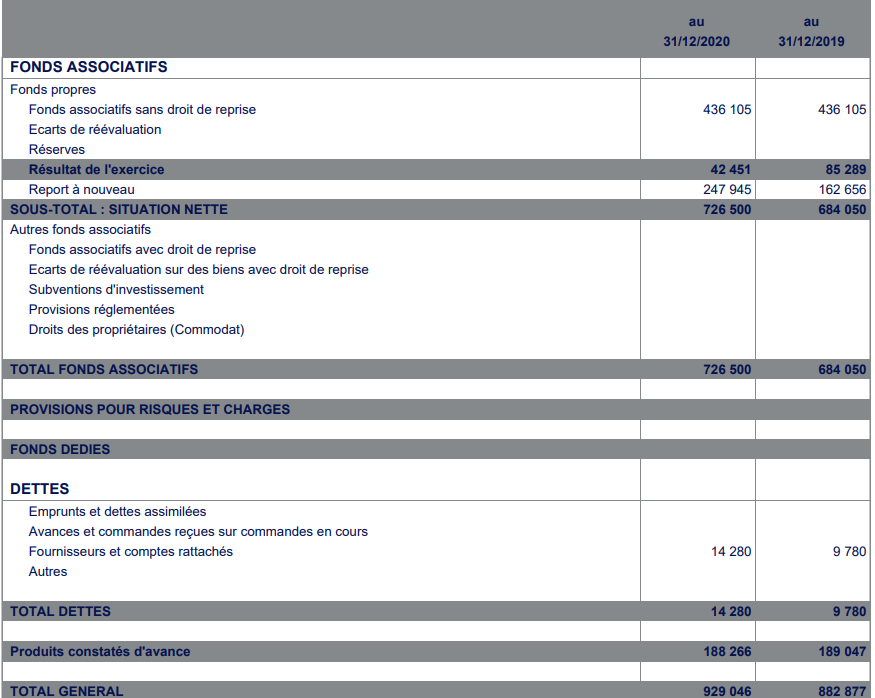 au au
31/12/2020 31/12/2019
FONDS ASSOCIATIFS
Fonds propres
Fonds associatifs sans droit de reprise 436 105 436 105
Ecarts de réévaluation
Réserves
Résultat de l'exercice 42 451 85 289
Report à nouveau 247 945 162 656
SOUS-TOTAL : SITUATION NETTE 726 500 684 050
Autres fonds associatifs
Fonds associatifs avec droit de reprise
Ecarts de réévaluation sur des biens avec droit de reprise
Subventions d'investissement
Provisions réglementées
Droits des propriétaires (Commodat)
TOTAL FONDS ASSOCIATIFS 726 500 684 050
PROVISIONS POUR RISQUES ET CHARGES
FONDS DEDIES
DETTES
Emprunts et dettes assimilées
Avances et commandes reçues sur commandes en cours
Fournisseurs et comptes rattachés 14 280 9 780
Autres
TOTAL DETTES 14 280 9 780
Produits constatés d'avance 188 266 189 047
TOTAL GENERAL 929 046 882 877